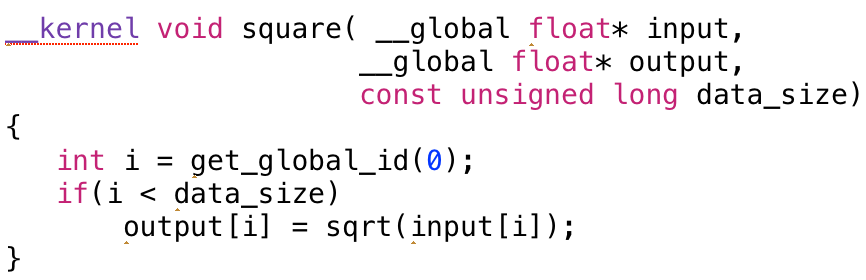 __kernel void square( __global float* input,
__global float* output,
const unsigned long data_size)
{
int i = get_global_id(0);
if(i < data_size)
output[i] = sqrt(input[i]);
}